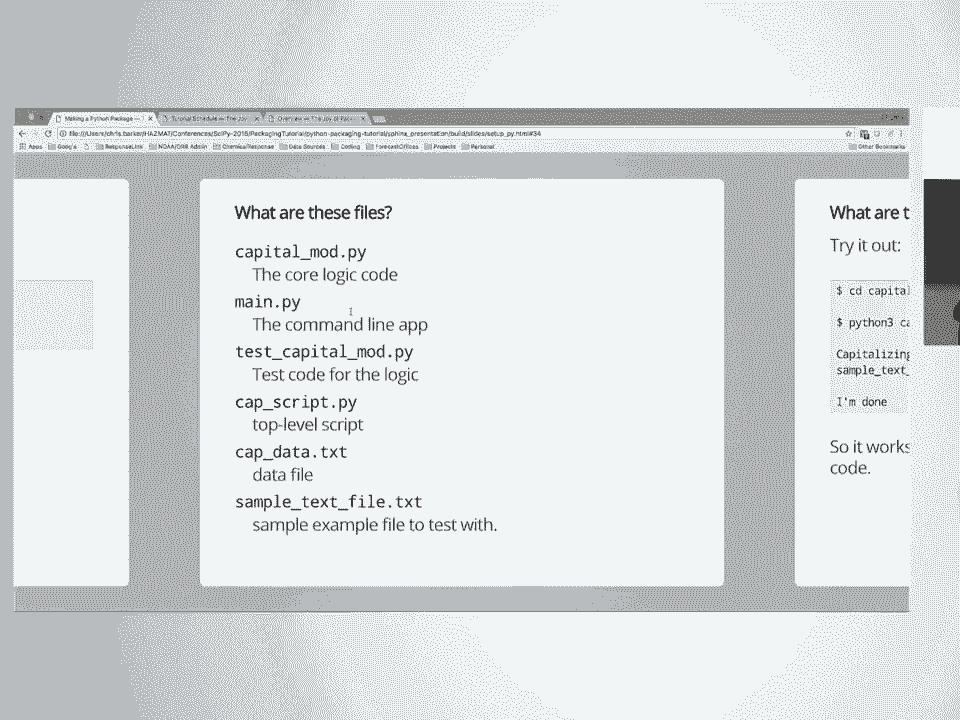 Making a Python Package —
Tutorial Schedule — The Joy
Overview — The Joy of Pack
file:///Users/chris.barker/HAZMAT/Conferences/SciPy-2018/PackagingTutorial/python-packaging-tutorial/sphinx_presentation/build/slides/setup_py.html#34
Apps Google ResponseLink NOAA/ORR Admin ChemicalResponse Data Sources Coding ForecastOffices Projects Personal Other Bookmarks
What are these files?
capital_mod.py
The core logic code
main.py
The command line app
test_capital_mod.py
Test code for the logic
cap_script.py
top-level script
cap_data.txt
data file
sample_text_file.txt
sample example file to test with.
What are t
Try it out:
$ cd capital
$ python3 ca
Capitalizing
sample_text_
I'm done
So it works
code.